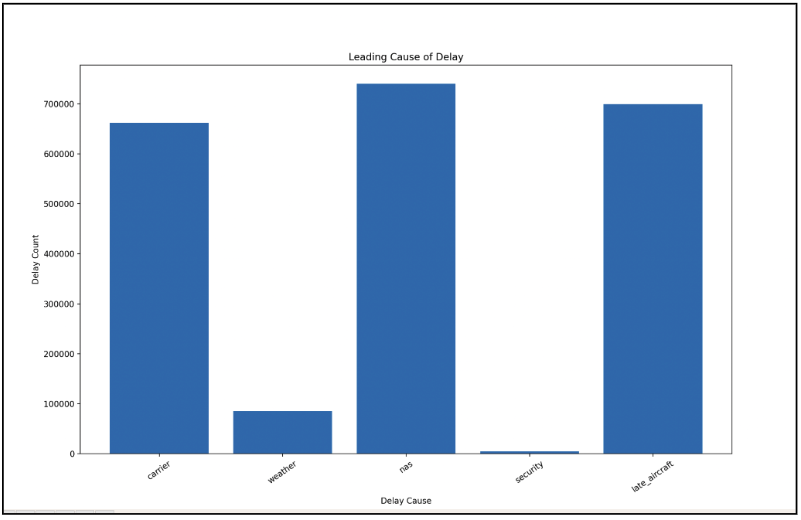 Leading Cause of Delay
700000
600000
500000
400000
300000
200000
100000
0
Delay Count
carrier
weather
nas
security
late_aircraft
Delay Cause